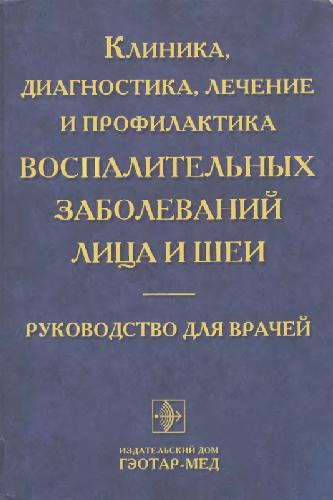 Клиника,
диагностика, лечение
и профилактика
воспалительных
заболеваний
лица и шеи
руководство для врачей
издательский дом
ГЭОТАР-МЕД